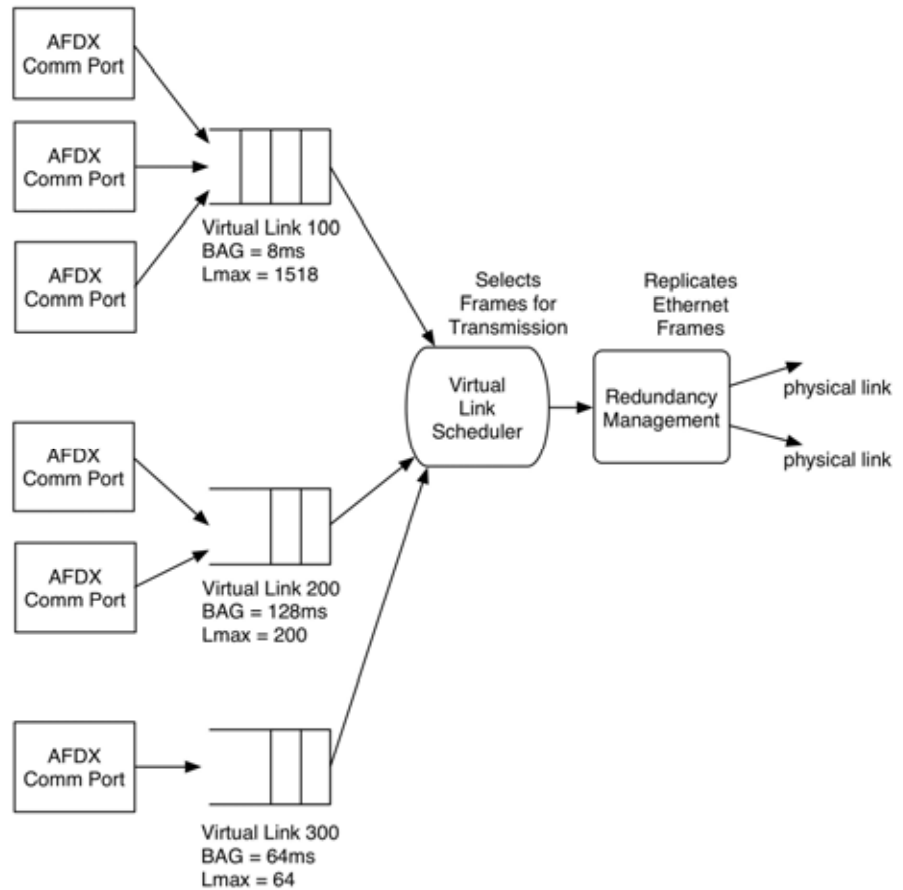 AFDX
Comm Port
AFDX
Comm Port
AFDX
Comm Port
Virtual Link 100
BAG = 8ms
Lmax = 1518
Selects
Frames for
Transmission
Replicates
Ethernet
Frames
Virtual
Link
Scheduler
Redundancy
Management
physical link
physical link
AFDX
Comm Port
AFDX
Comm Port
Virtual Link 200
BAG = 128ms
Lmax = 200
AFDX
Comm Port
Virtual Link 300
BAG = 64ms
Lmax = 64